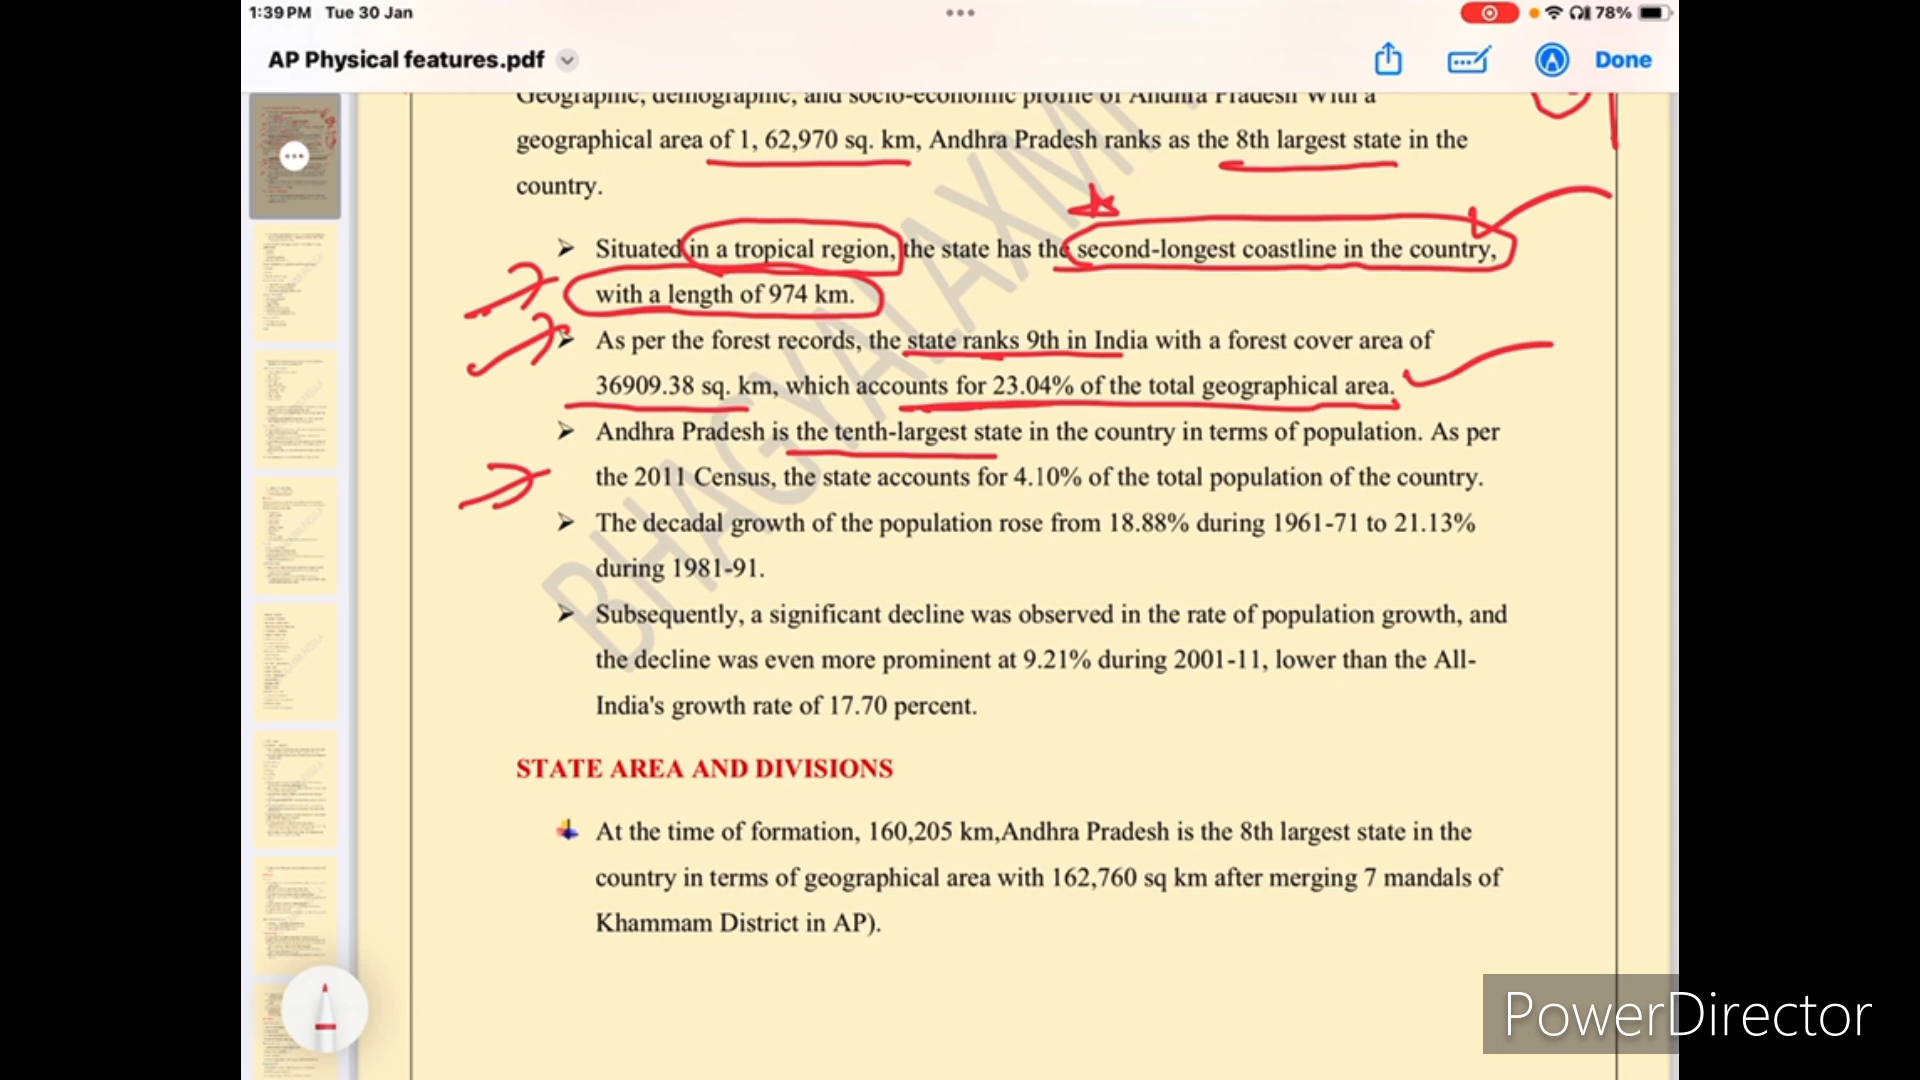 1:39 PM Tue 30 Jan
78%
AP Physical features.pdf
Done
Geographic, demographic, and socio-economic profile of Andhra Pradesh With a
geographical area of 1, 62,970 sq. km, Andhra Pradesh ranks as the 8th largest state in the
country.
Situated in a tropical region, the state has the second-longest coastline in the country,
with a length of 974 km.
As per the forest records, the state ranks 9th in India with a forest cover area of
36909.38 sq. km, which accounts for 23.04% of the total geographical area.
Andhra Pradesh is the tenth-largest state in the country in terms of population. As per
the 2011 Census, the state accounts for 4.10% of the total population of the country.
The decadal growth of the population rose from 18.88% during 1961-71 to 21.13%
during 1981-91.
Subsequently, a significant decline was observed in the rate of population growth, and
the decline was even more prominent at 9.21% during 2001-11, lower than the All-
India's growth rate of 17.70 percent.
STATE AREA AND DIVISIONS
At the time of formation, 160,205 km,Andhra Pradesh is the 8th largest state in the
country in terms of geographical area with 162,760 sq km after merging 7 mandals of
Khammam District in AP).
BHAGYALAXMI
PowerDirector